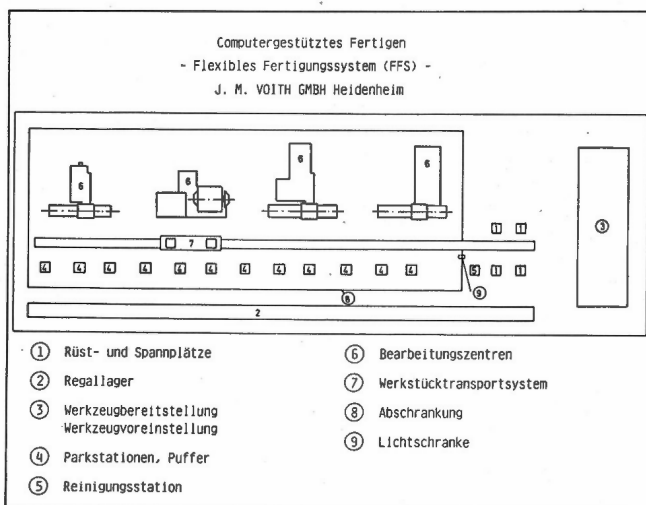 Computergestütztes Fertigen
- Flexibles Fertigungssystem (FFS) -
J. M. VOITH GMBH Heidenheim
6
6
6
6
3
1 1
7
4 4 4 4 4 4 4 4 4 4 4 4 5 1 1
8
9
2
1 Rüst- und Spannplätze
2 Regallager
3 Werkzeugbereitstellung
Werkzeugvoreinstellung
4 Parkstationen, Puffer
5 Reinigungsstation
6 Bearbeitungszentren
7 Werkstücktransportsystem
8 Abschrankung
9 Lichtschranke